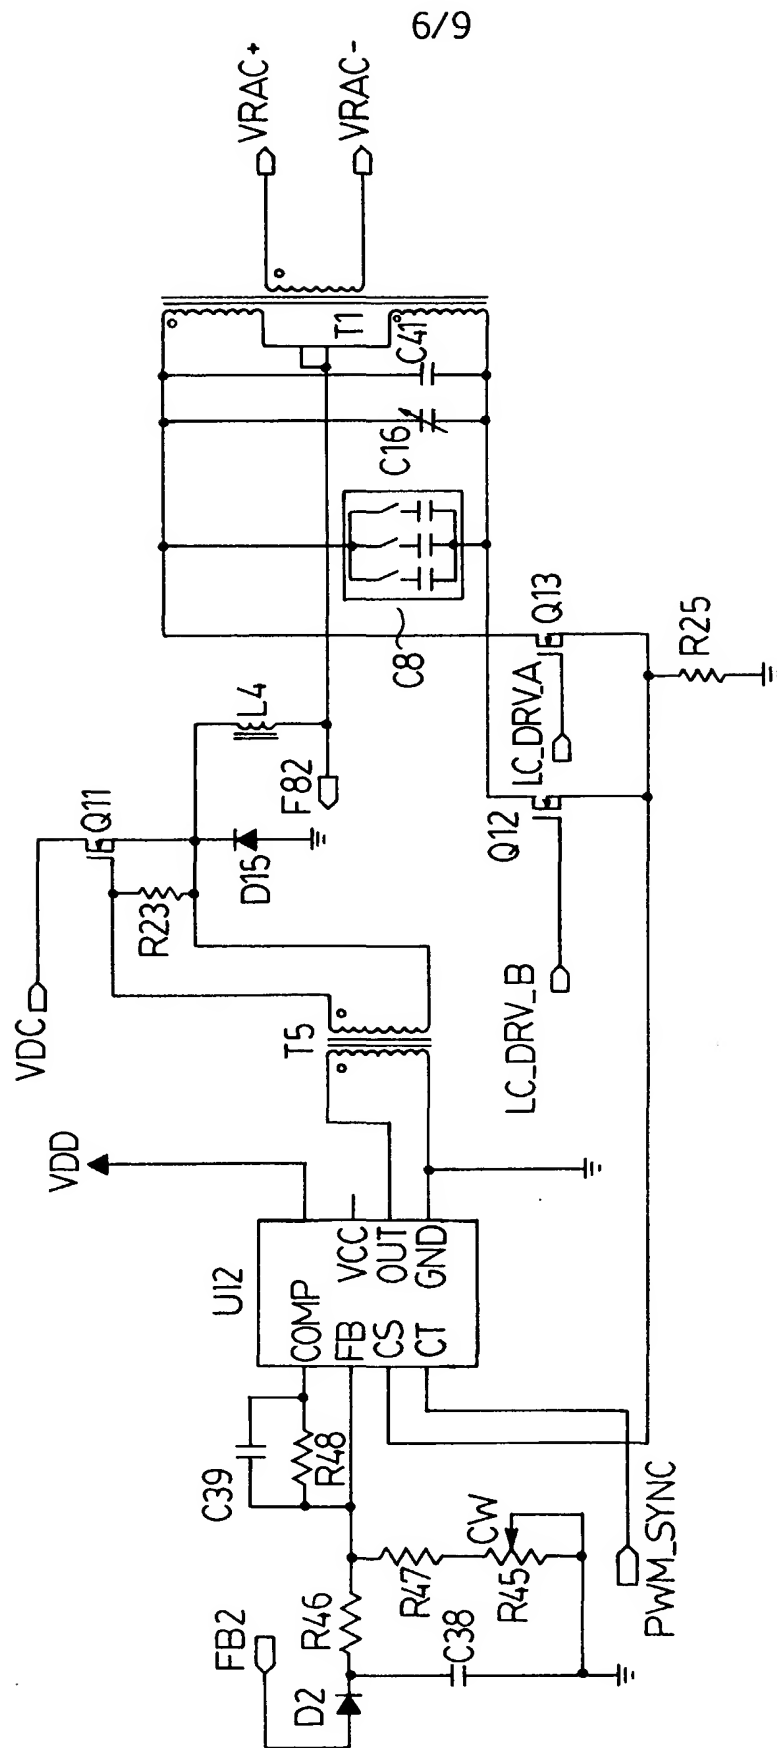 6/9
VRAC+
VRAC-
T1
C41
C16
C8
Q13
R25
LC_DRV_A
L4
F82
Q11
D15
R23
Q12
VDC
T5
LC_DRV_B
VDD
U12
VCC
OUT
GND
COMP
FB
CS
CT
C39
R48
CW
R47
R45
PWM_SYNC
FB2
R46
C38
D2